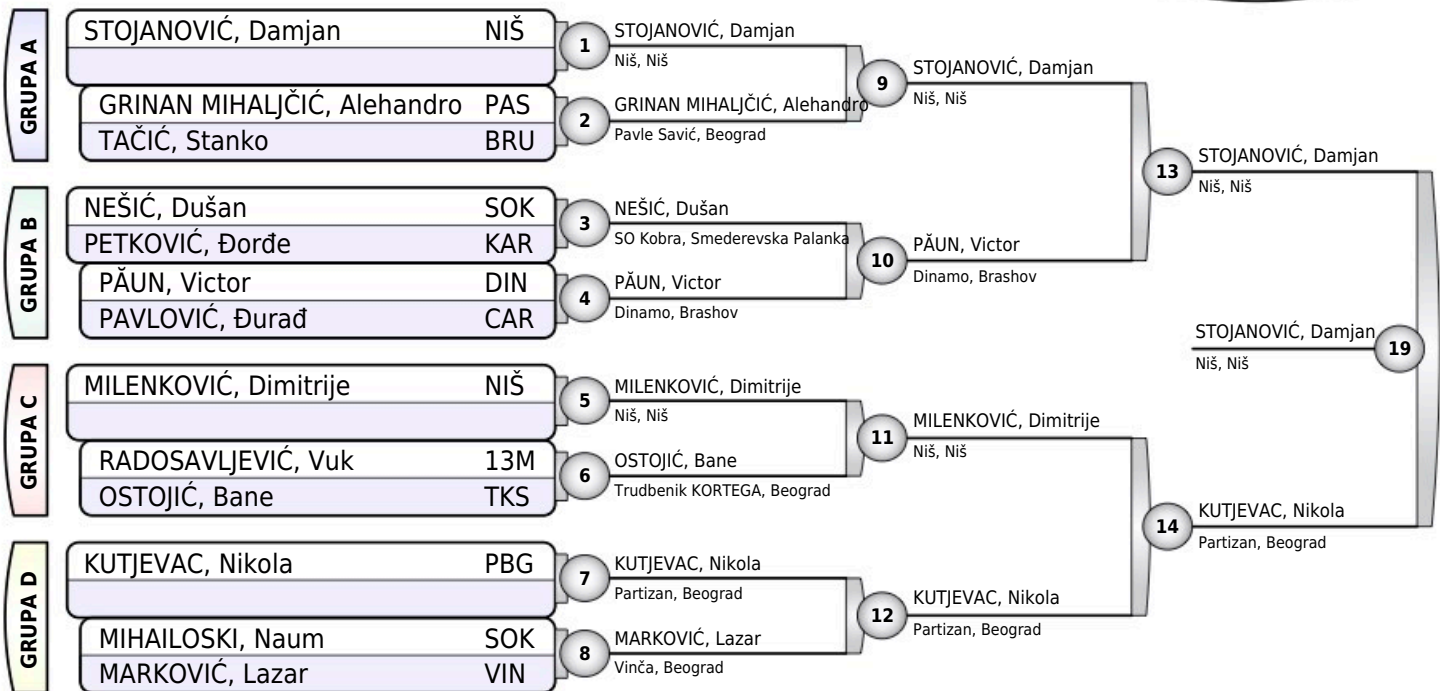 GRUPA A
STOJANOVIĆ, Damjan NIŠ
GRINAN MIHALJČIĆ, Alehandro PAS
TAČIĆ, Stanko BRU
GRUPA B
NEŠIĆ, Dušan SOK
PETKOVIĆ, Đorđe KAR
PĂUN, Victor DIN
PAVLOVIĆ, Đurađ CAR
GRUPA C
MILENKOVIĆ, Dimitrije NIŠ
RADOSAVLJEVIĆ, Vuk 13M
OSTOJIĆ, Bane TKS
GRUPA D
KUTJEVAC, Nikola PBG
MIHAILOSKI, Naum SOK
MARKOVIĆ, Lazar VIN
1
STOJANOVIĆ, Damjan
Niš, Niš
2
GRINAN MIHALJČIĆ, Alehandro
Pavle Savić, Beograd
3
NEŠIĆ, Dušan
SO Kobra, Smederevska Palanka
4
PĂUN, Victor
Dinamo, Brashov
5
MILENKOVIĆ, Dimitrije
Niš, Niš
6
OSTOJIĆ, Bane
Trudbenik KORTEGA, Beograd
7
KUTJEVAC, Nikola
Partizan, Beograd
8
MARKOVIĆ, Lazar
Vinča, Beograd
9
STOJANOVIĆ, Damjan
Niš, Niš
10
PĂUN, Victor
Dinamo, Brashov
11
MILENKOVIĆ, Dimitrije
Niš, Niš
12
KUTJEVAC, Nikola
Partizan, Beograd
13
STOJANOVIĆ, Damjan
Niš, Niš
14
KUTJEVAC, Nikola
Partizan, Beograd
STOJANOVIĆ, Damjan
Niš, Niš
19